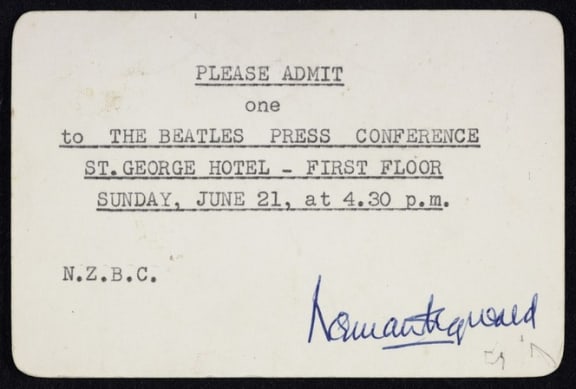 PLEASE ADMIT
one
to THE BEATLES PRESS CONFERENCE
ST. GEORGE HOTEL - FIRST FLOOR
SUNDAY, JUNE 21, at 4.30 p.m.
N.Z.B.C.